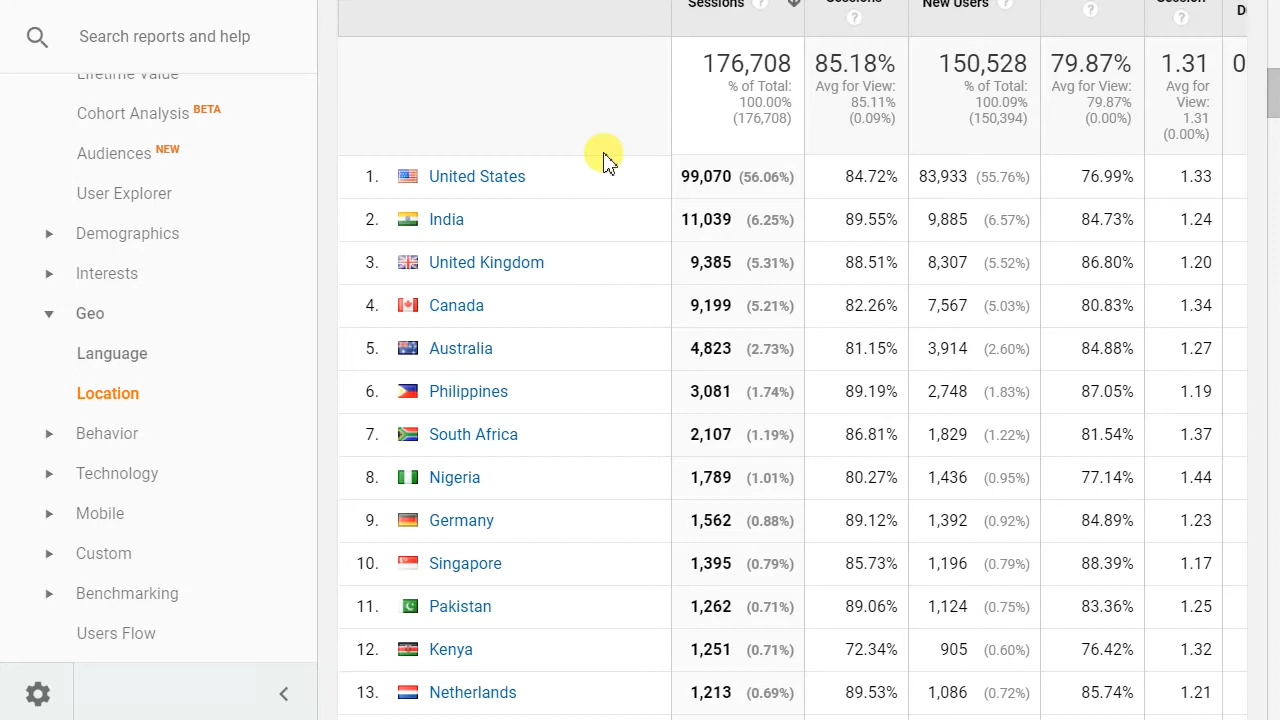 Search reports and help
Lifetime Value
Cohort Analysis BETA
Audiences NEW
User Explorer
Demographics
Interests
Geo
Language
Location
Behavior
Technology
Mobile
Custom
Benchmarking
Users Flow
Sessions ? Sessions ? New Users ? ? Session ? D
176,708 85.18% 150,528 79.87% 1.31 0
% of Total: Avg for View: % of Total: Avg for View: Avg for
100.00% 85.11% 100.09% 79.87% View:
(176,708) (0.09%) (150,394) (0.00%) 1.31
(0.00%)
1. United States 99,070 (56.06%) 84.72% 83,933 (55.76%) 76.99% 1.33
2. India 11,039 (6.25%) 89.55% 9,885 (6.57%) 84.73% 1.24
3. United Kingdom 9,385 (5.31%) 88.51% 8,307 (5.52%) 86.80% 1.20
4. Canada 9,199 (5.21%) 82.26% 7,567 (5.03%) 80.83% 1.34
5. Australia 4,823 (2.73%) 81.15% 3,914 (2.60%) 84.88% 1.27
6. Philippines 3,081 (1.74%) 89.19% 2,748 (1.83%) 87.05% 1.19
7. South Africa 2,107 (1.19%) 86.81% 1,829 (1.22%) 81.54% 1.37
8. Nigeria 1,789 (1.01%) 80.27% 1,436 (0.95%) 77.14% 1.44
9. Germany 1,562 (0.88%) 89.12% 1,392 (0.92%) 84.89% 1.23
10. Singapore 1,395 (0.79%) 85.73% 1,196 (0.79%) 88.39% 1.17
11. Pakistan 1,262 (0.71%) 89.06% 1,124 (0.75%) 83.36% 1.25
12. Kenya 1,251 (0.71%) 72.34% 905 (0.60%) 76.42% 1.32
13. Netherlands 1,213 (0.69%) 89.53% 1,086 (0.72%) 85.74% 1.21